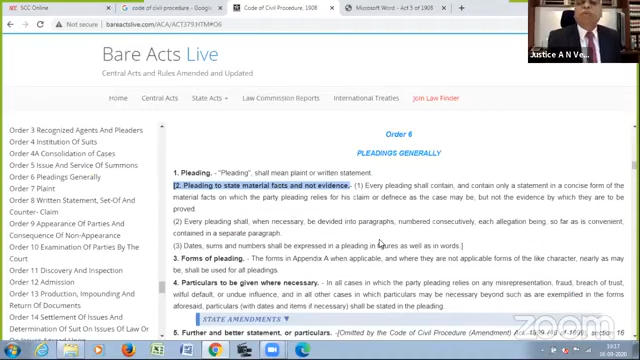 SCC Online
code of civil procedure - Google
Code of Civil Procedure, 1908
Microsoft Word - Act 5 of 1908
bareactslive.com/ACA/ACT379.HTM#O6
Justice A N Ve...
Bare Acts Live
Central Acts and Rules Amended and Updated
Home
Central Acts
State Acts
Law Commission Reports
International Treaties
Join Law Finder
Order 3 Recognized Agents and Pleaders
Order 4 Institution of Suits
Order 4A Consolidation of Cases
Order 5 Issue and Service of Summons
Order 6 Pleadings Generally
Order 7 Plaint
Order 8 Written Statement, Set-Off and
Counter- Claim
Order 9 Appearance of Parties and
Consequence of Non-Appearance
Order 10 Examination of Parties by the
Court
Order 11 Discovery and Inspection
Order 12 Admission
Order 13 Production, Impounding and
Return of Documents
Order 14 Settlement of Issues and
Determination of Suit on Issues of Law or
Order 6
PLEADINGS GENERALLY
1. Pleading. - "Pleading", shall mean plaint or written statement.
[2. Pleading to state material facts and not evidence.- (1) Every pleading shall contain, and contain only a statement in a concise form of the
material facts on which the party pleading relies for his claim or defnece as the case may be, but not the evidence by which they are to be
proved.
(2) Every pleading shall, when necessary, be divided into paragraphs, numbered consecutively, each allegation being, so far as is convenient,
contained in a separate paragraph.
(3) Dates, sums and numbers shall be expressed in a pleading in figures as well as in words.]
3. Forms of pleading. - The forms in Appendix A when applicable, and where they are not applicable forms of the like character, nearly as may
be, shall be used for all pleadings.
4. Particulars to be given where necessary. - In all cases in which the party pleading relies on any misrepresentation, fraud, breach of trust,
wilful default, or undue influence, and in all other cases in which particulars may be necessary beyond such as are exemplified in the forms
aforesaid, particulars (with dates and items if necessary) shall be stated in the pleading.
STATE AMENDMENTS
5. Further and better statement, or particulars. - [Omitted by the Code of Civil Procedure (Amendment) Act 1999 (46 of 1999), section 16
zoom